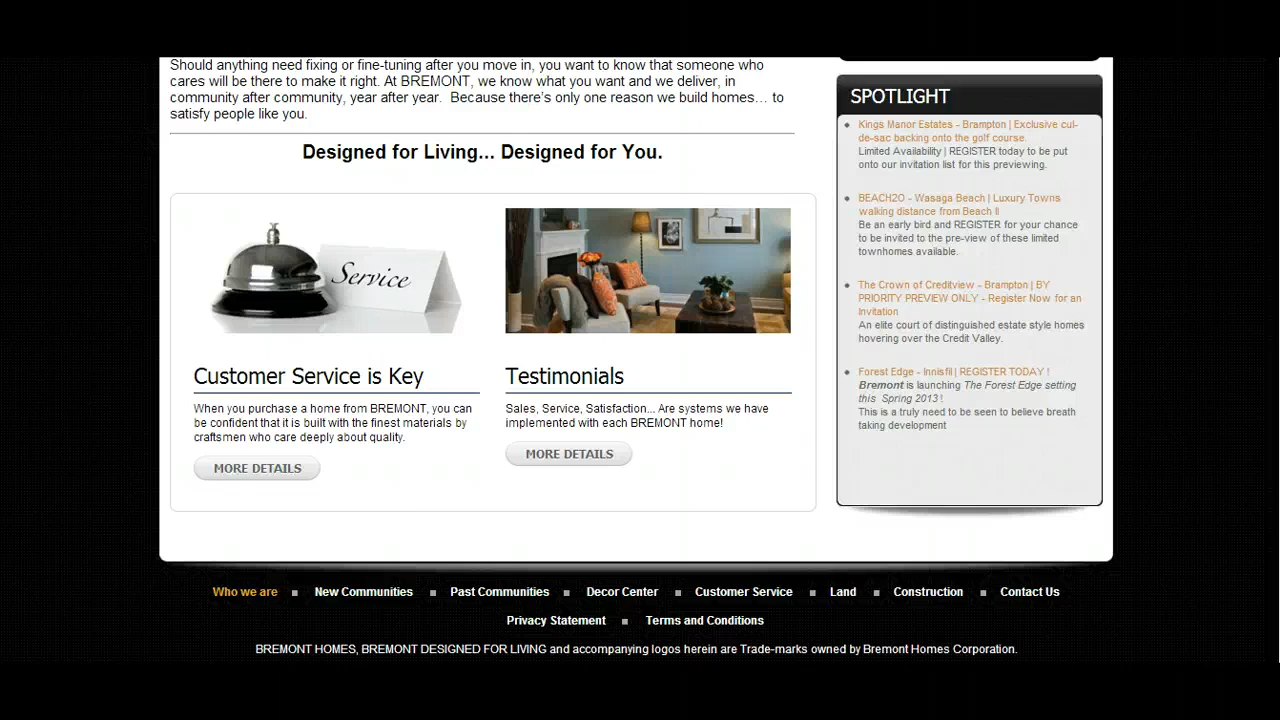 Should anything need fixing or fine-tuning after you move in, you want to know that someone who
cares will be there to make it right. At BREMONT, we know what you want and we deliver, in
community after community, year after year.  Because there's only one reason we build homes… to
satisfy people like you.
Designed for Living... Designed for You.
Service
Customer Service is Key
When you purchase a home from BREMONT, you can
be confident that it is built with the finest materials by
craftsmen who care deeply about quality.
MORE DETAILS
Testimonials
Sales, Service, Satisfaction... Are systems we have
implemented with each BREMONT home!
MORE DETAILS
SPOTLIGHT
Kings Manor Estates - Brampton | Exclusive cul-
de-sac backing onto the golf course.
Limited Availability | REGISTER today to be put
onto our invitation list for this previewing.
BEACH2O - Wasaga Beach | Luxury Towns
walking distance from Beach II
Be an early bird and REGISTER for your chance
to be invited to the pre-view of these limited
townhomes available.
The Crown of Creditview - Brampton | BY
PRIORITY PREVIEW ONLY - Register Now for an
Invitation
An elite court of distinguished estate style homes
hovering over the Credit Valley.
Forest Edge - Innisfil | REGISTER TODAY !
Bremont is launching The Forest Edge setting
this  Spring 2013 !
This is a truly need to be seen to believe breath
taking development
Who we are ■ New Communities ■ Past Communities ■ Decor Center ■ Customer Service ■ Land ■ Construction ■ Contact Us
Privacy Statement ■ Terms and Conditions
BREMONT HOMES, BREMONT DESIGNED FOR LIVING and accompanying logos herein are Trade-marks owned by Bremont Homes Corporation.